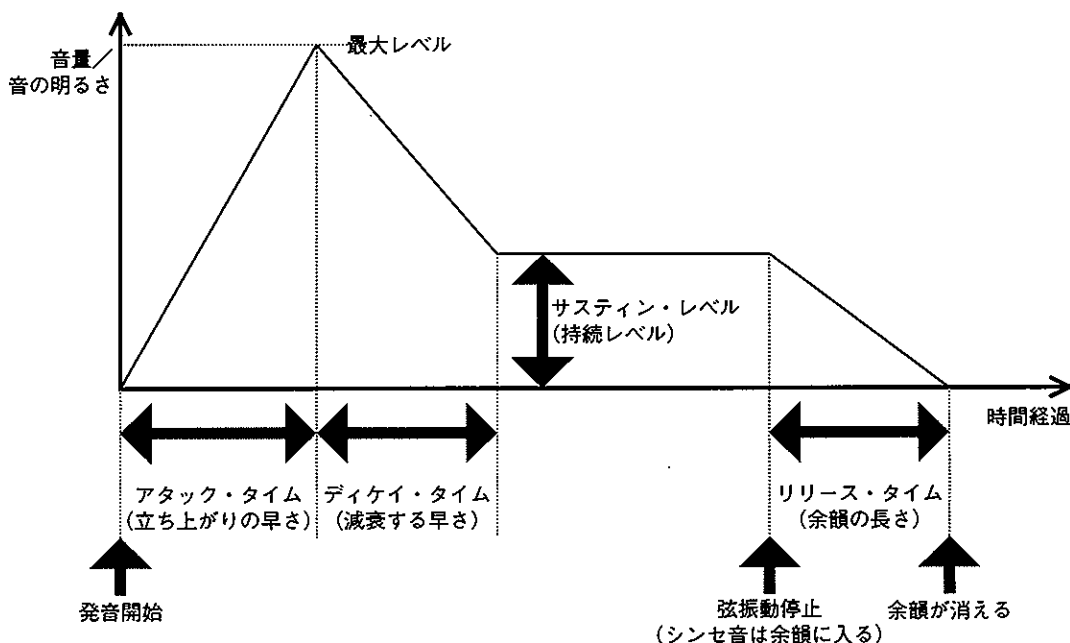 音量／
音の明るさ
最大レベル
サスティン・レベル
(持続レベル)
時間経過
アタック・タイム
(立ち上がりの早さ)
ディケイ・タイム
(減衰する早さ)
リリース・タイム
(余韻の長さ)
発音開始
弦振動停止
(シンセ音は余韻に入る)
余韻が消える